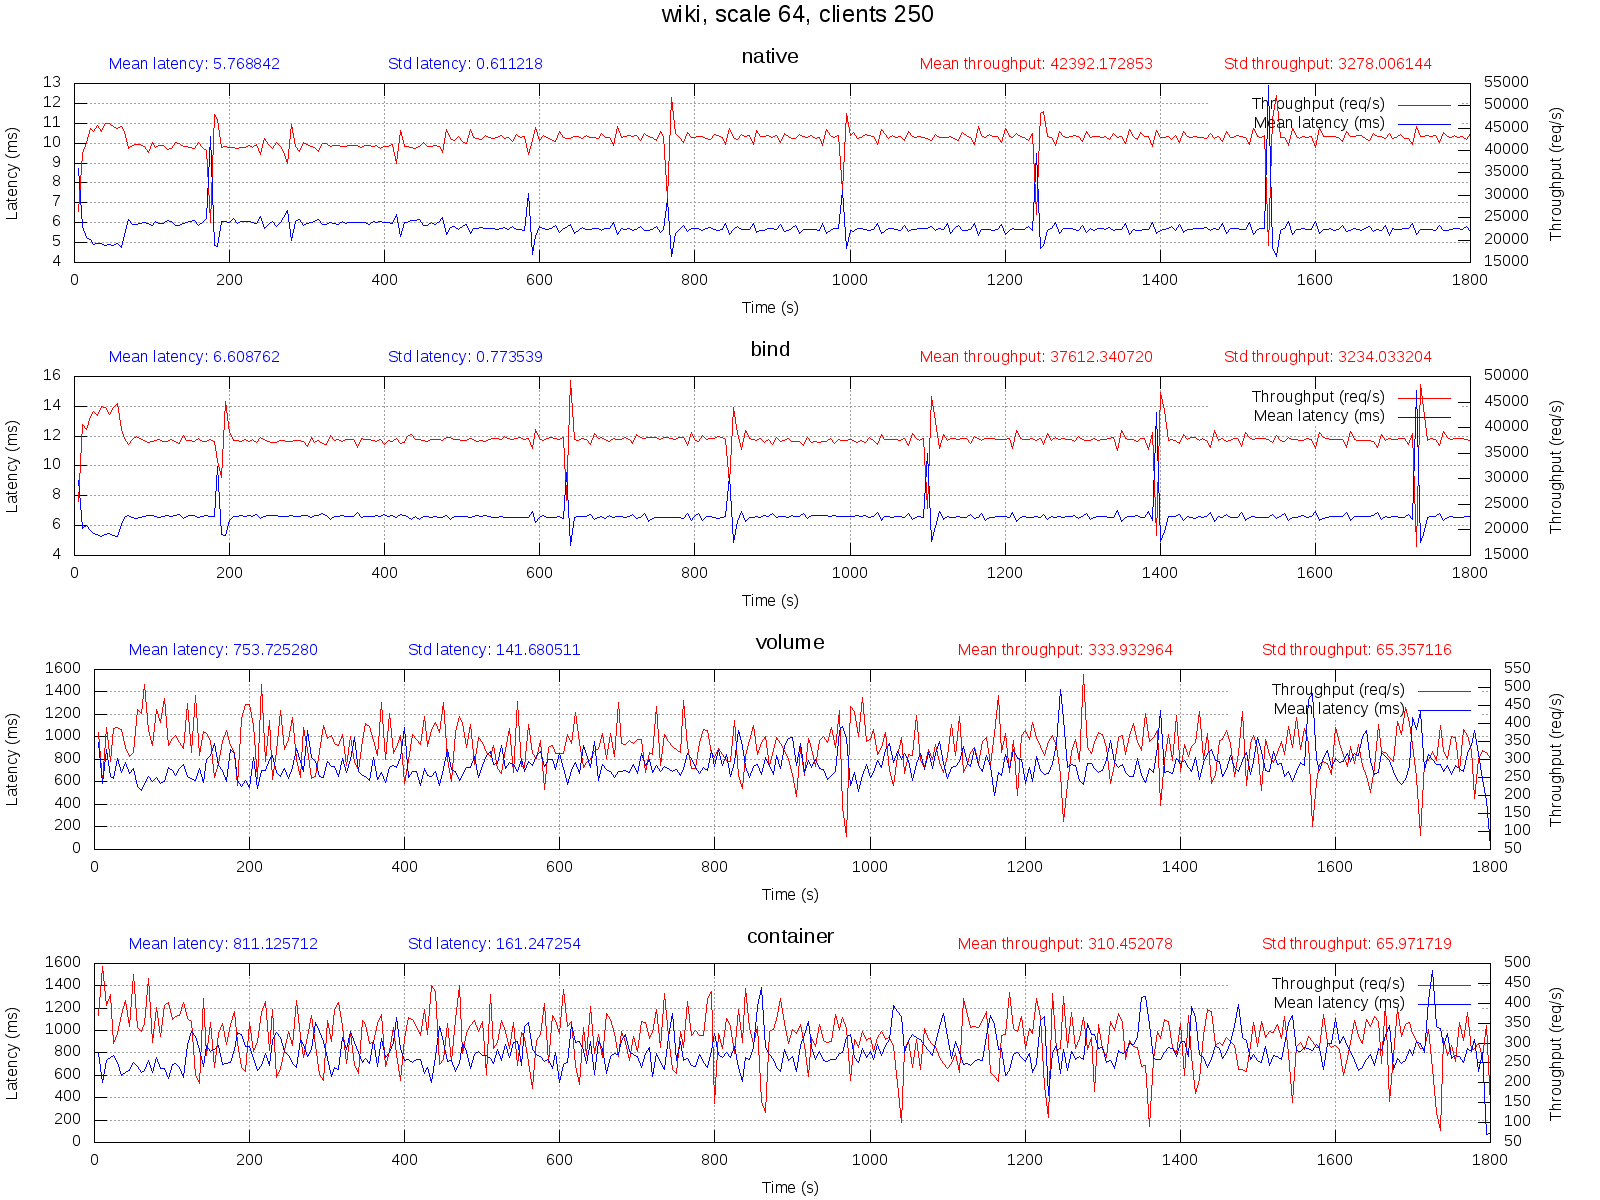 wiki, scale 64, clients 250
native
Mean latency: 5.768842 Std latency: 0.611218 Mean throughput: 42392.172853 Std throughput: 3278.006144
13 55000
12 50000
11 45000
10 40000
9 35000
8 30000
7 25000
6 20000
5 15000
4
Throughput (req/s)
Mean latency (ms)
Latency (ms)
Throughput (req/s)
0 200 400 600 800 1000 1200 1400 1600 1800
Time (s)
bind
Mean latency: 6.608762 Std latency: 0.773539 Mean throughput: 37612.340720 Std throughput: 3234.033204
16 50000
14 45000
12 40000
10 35000
8 30000
6 25000
4 20000
15000
Throughput (req/s)
Mean latency (ms)
Latency (ms)
Throughput (req/s)
0 200 400 600 800 1000 1200 1400 1600 1800
Time (s)
volume
Mean latency: 753.725280 Std latency: 141.680511 Mean throughput: 333.932964 Std throughput: 65.357116
1600 550
1400 500
1200 450
1000 400
800 350
600 300
400 250
200 200
0 150
100
50
Throughput (req/s)
Mean latency (ms)
Latency (ms)
Throughput (req/s)
0 200 400 600 800 1000 1200 1400 1600 1800
Time (s)
container
Mean latency: 811.125712 Std latency: 161.247254 Mean throughput: 310.452078 Std throughput: 65.971719
1600 500
1400 450
1200 400
1000 350
800 300
600 250
400 200
200 150
0 100
50
Throughput (req/s)
Mean latency (ms)
Latency (ms)
Throughput (req/s)
0 200 400 600 800 1000 1200 1400 1600 1800
Time (s)